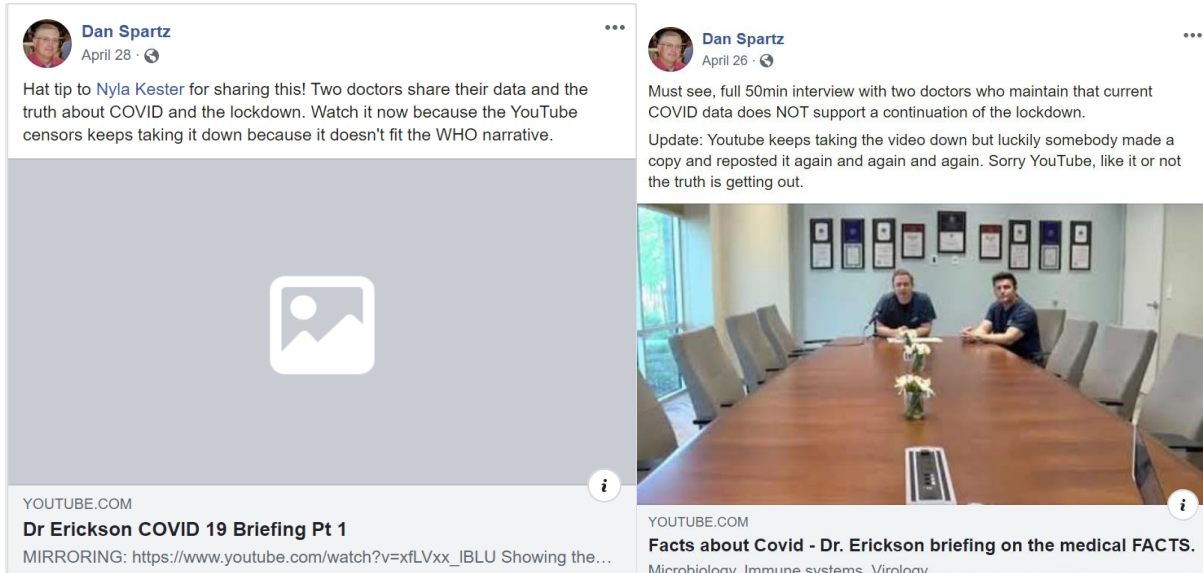 Dan Spartz
April 28 ·
Hat tip to Nyla Kester for sharing this! Two doctors share their data and the
truth about COVID and the lockdown. Watch it now because the YouTube
censors keeps taking it down because it doesn't fit the WHO narrative.
YOUTUBE.COM
Dr Erickson COVID 19 Briefing Pt 1
MIRRORING: https://www.youtube.com/watch?v=xfLVxx_lBLU Showing the...
Dan Spartz
April 26 ·
Must see, full 50min interview with two doctors who maintain that current
COVID data does NOT support a continuation of the lockdown.
Update: Youtube keeps taking the video down but luckily somebody made a
copy and reposted it again and again and again. Sorry YouTube, like it or not
the truth is getting out.
YOUTUBE.COM
Facts about Covid - Dr. Erickson briefing on the medical FACTS.
Microbiology, Immune systems, Virology